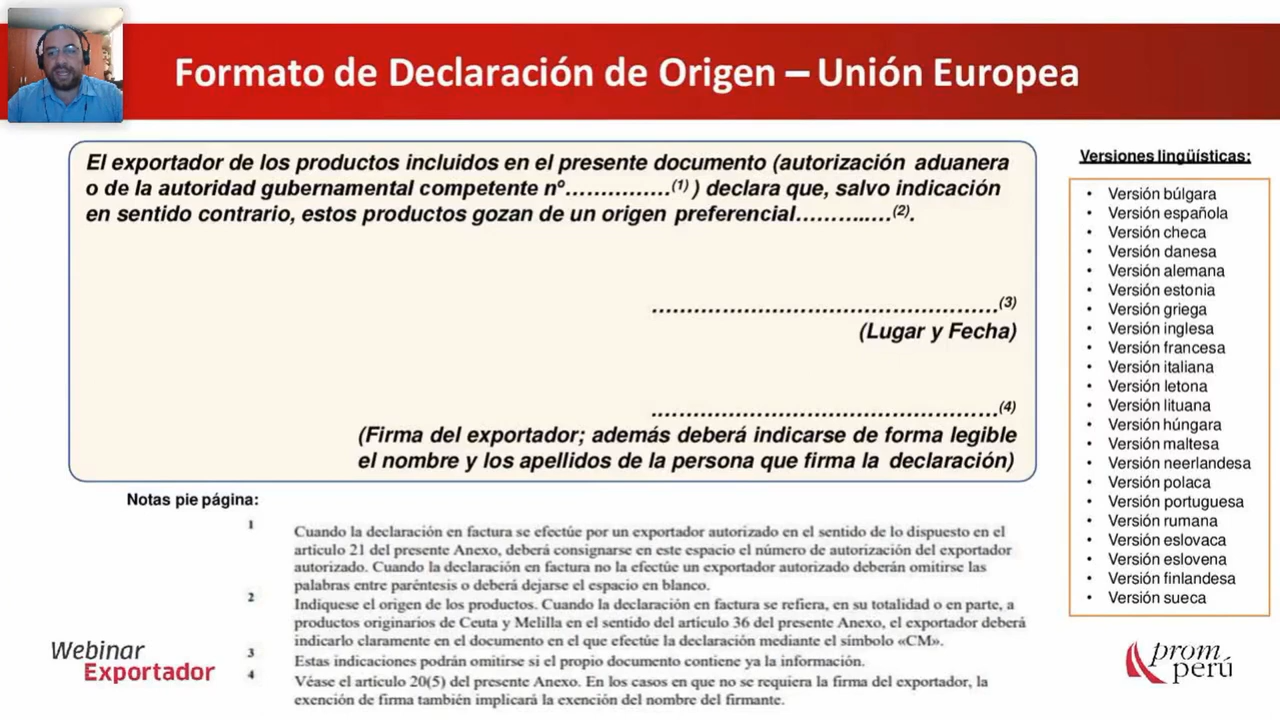 Formato de Declaración de Origen – Unión Europea
El exportador de los productos incluidos en el presente documento (autorización aduanera
o de la autoridad gubernamental competente nº……………(1) ) declara que, salvo indicación
en sentido contrario, estos productos gozan de un origen preferencial………..…(2).
…………………………………………(3)
(Lugar y Fecha)
…………………………………………(4)
(Firma del exportador; además deberá indicarse de forma legible
el nombre y los apellidos de la persona que firma la declaración)
Notas pie página:
1 Cuando la declaración en factura se efectúe por un exportador autorizado en el sentido de lo dispuesto en el
artículo 21 del presente Anexo, deberá consignarse en este espacio el número de autorización del exportador
autorizado. Cuando la declaración en factura no la efectúe un exportador autorizado deberán omitirse las
palabras entre paréntesis o deberá dejarse el espacio en blanco.
2 Indíquese el origen de los productos. Cuando la declaración en factura se refiera, en su totalidad o en parte, a
productos originarios de Ceuta y Melilla en el sentido del artículo 36 del presente Anexo, el exportador deberá
indicarlo claramente en el documento en el que efectúe la declaración mediante el símbolo «CM».
3 Estas indicaciones podrán omitirse si el propio documento contiene ya la información.
4 Véase el artículo 20(5) del presente Anexo. En los casos en que no se requiera la firma del exportador, la
exención de firma también implicará la exención del nombre del firmante.
Versiones lingüísticas:
• Versión búlgara
• Versión española
• Versión checa
• Versión danesa
• Versión alemana
• Versión estonia
• Versión griega
• Versión inglesa
• Versión francesa
• Versión italiana
• Versión letona
• Versión lituana
• Versión húngara
• Versión maltesa
• Versión neerlandesa
• Versión polaca
• Versión portuguesa
• Versión rumana
• Versión eslovaca
• Versión eslovena
• Versión finlandesa
• Versión sueca
Webinar
Exportador
prom
perú